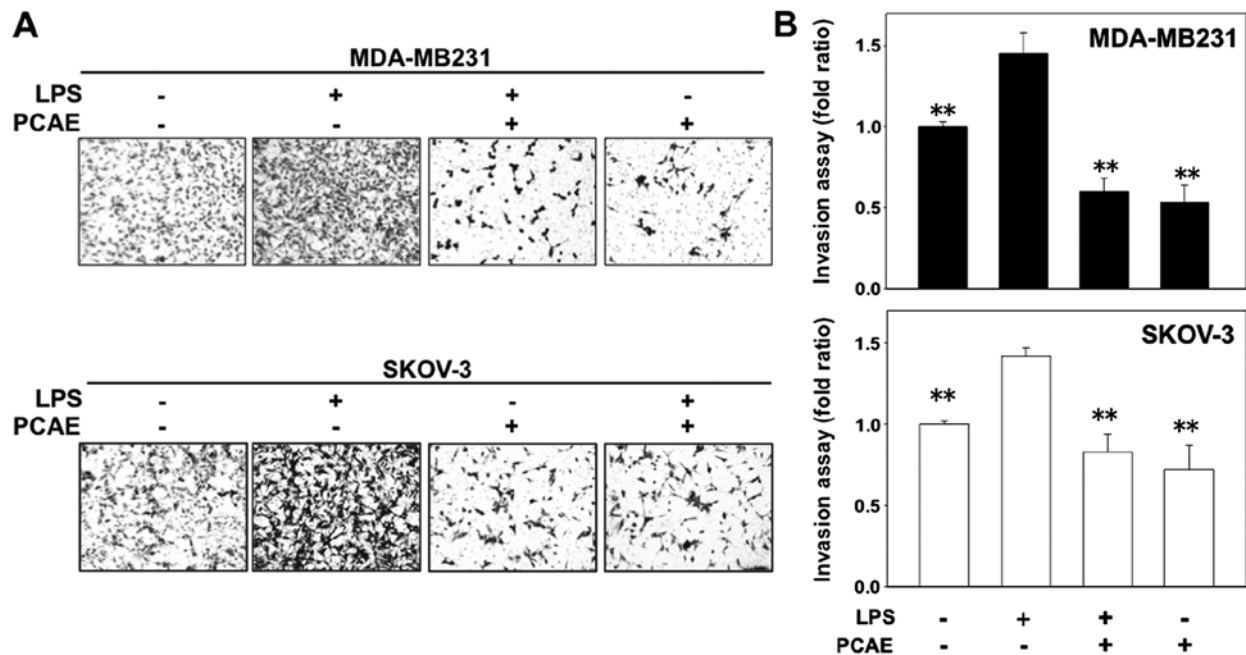 A
MDA-MB231
LPS - + + -
PCAE - - + +
SKOV-3
LPS - + - +
PCAE - - + +
B
Invasion assay (fold ratio)
1.5
1.0
0.5
0.0
MDA-MB231
** ** **
Invasion assay (fold ratio)
1.5
1.0
0.5
0.0
SKOV-3
** ** **
LPS - + + -
PCAE - - + +